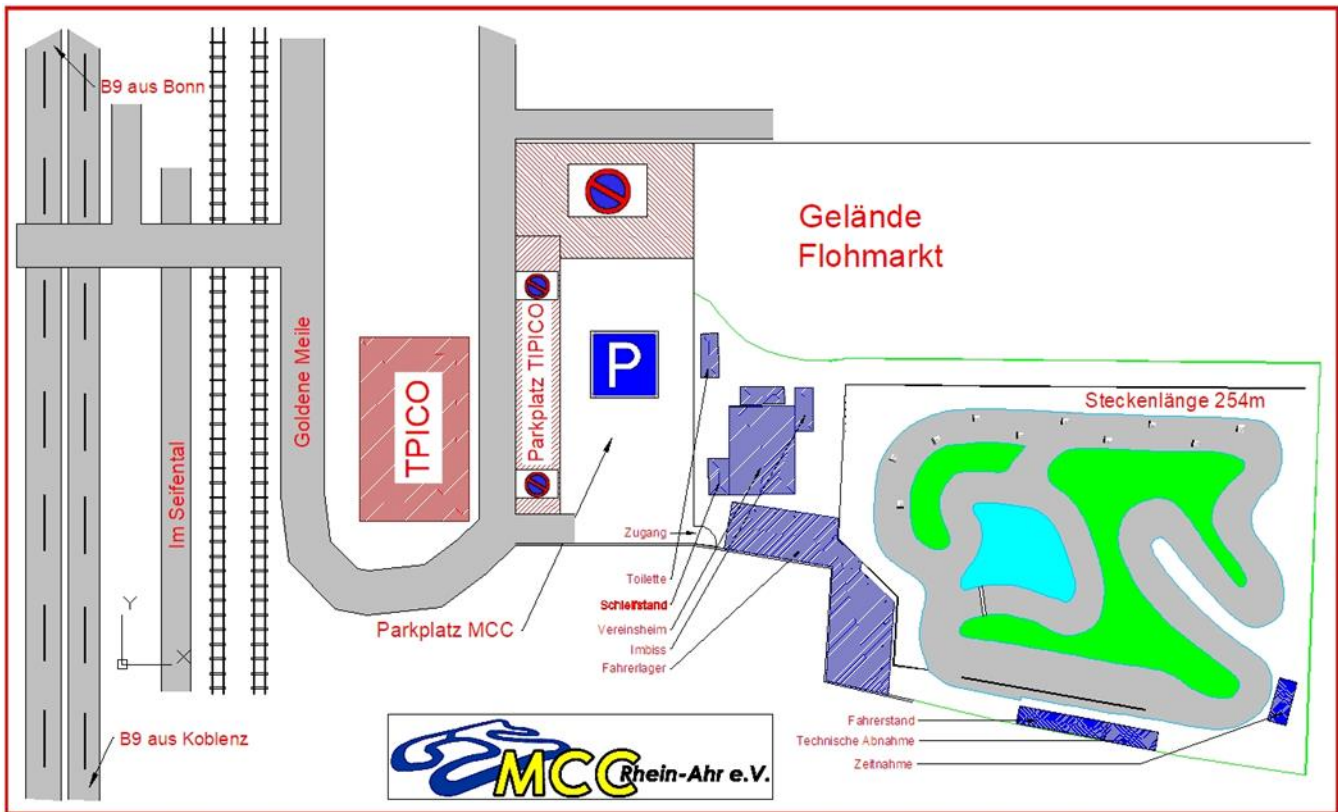 B9 aus Bonn
Gelände
Flohmarkt
Goldene Meile
Im Seifental
TPICO
Parkplatz TIPICO
P
Steckenlänge 254m
Zugang
Toilette
Schleifstand
Vereinsheim
Imbiss
Fahrerlager
Parkplatz MCC
Y
X
B9 aus Koblenz
MCC Rhein-Ahr e.V.
Fahrerstand
Technische Abnahme
Zeitnahme